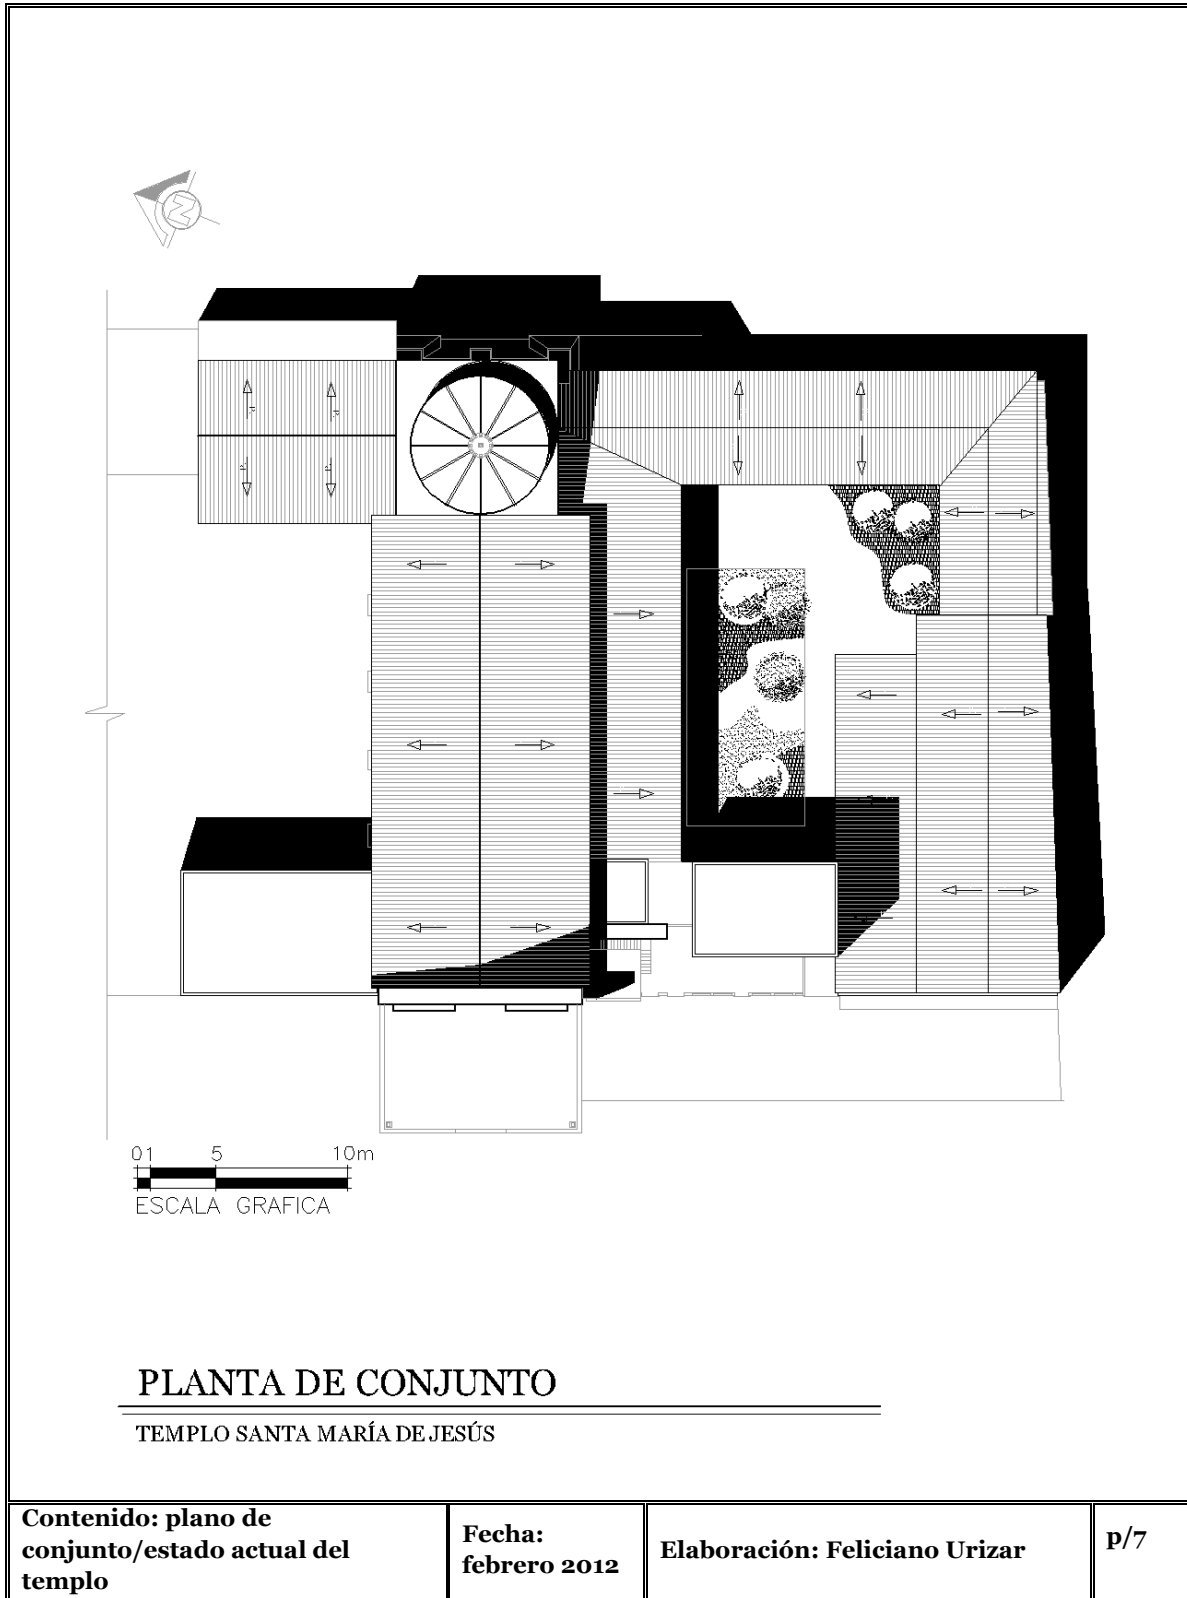 N
01 5 10m
ESCALA GRAFICA
PLANTA DE CONJUNTO
TEMPLO SANTA MARÍA DE JESÚS
Contenido: plano de
conjunto/estado actual del
templo
Fecha:
febrero 2012
Elaboración: Feliciano Urizar
p/7